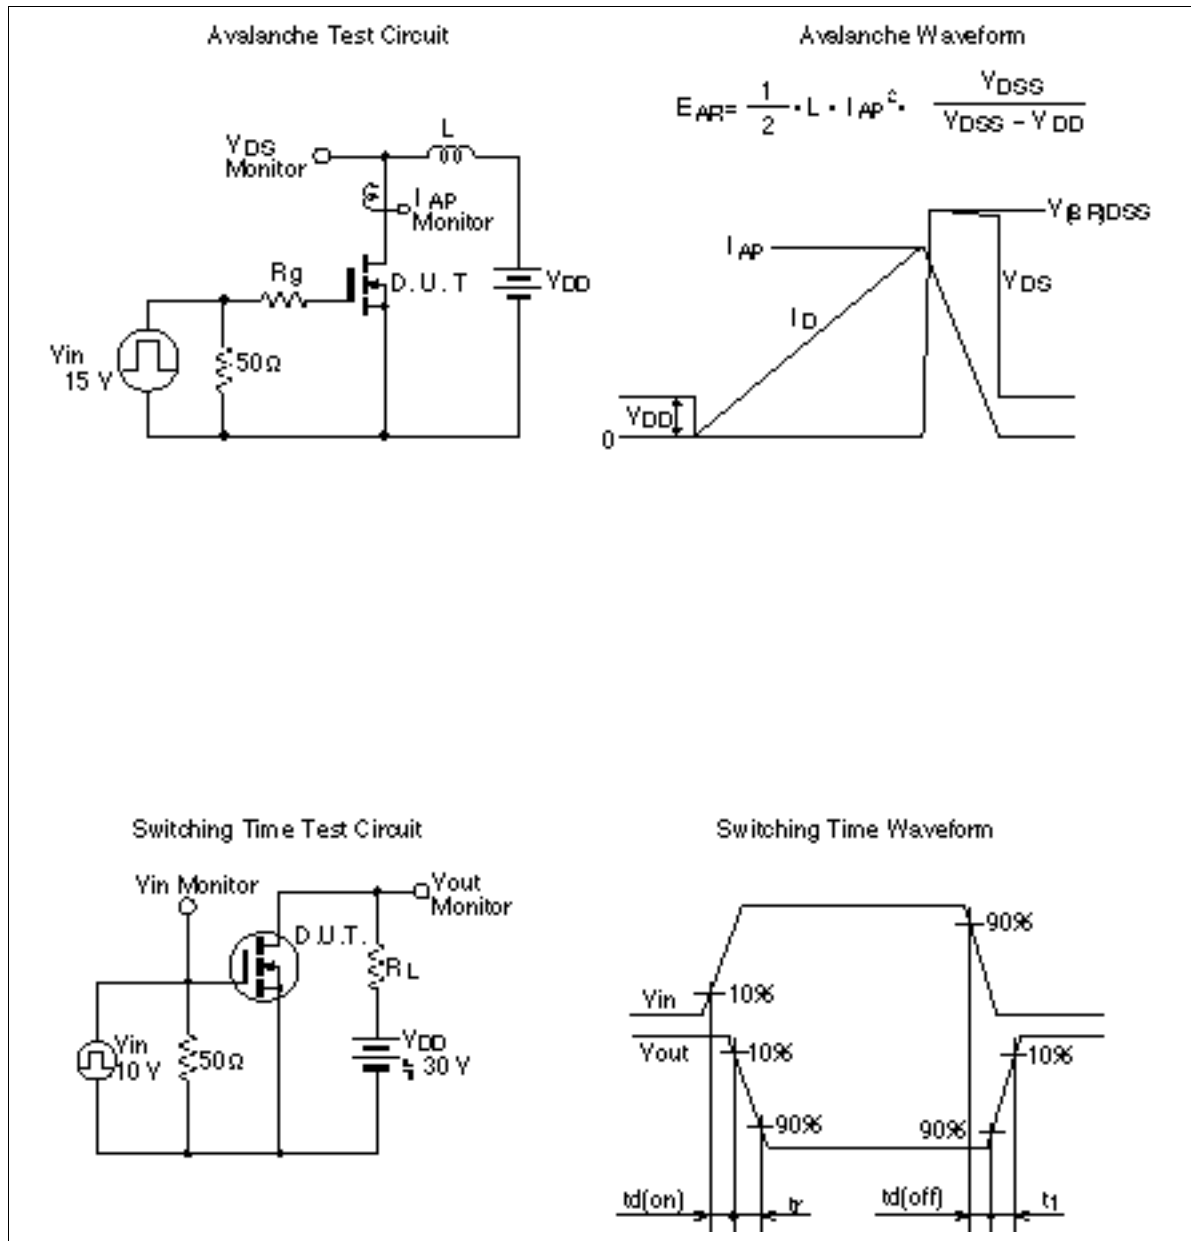 Avalanche Test Circuit
VDS
Monitor
L
IAP
Monitor
Rg
D.U.T
VDD
Vin
15 V
50Ω
Avalanche Waveform
EAR= 1/2 • L • IAP² • VDSS / VDSS – VDD
V(BR)DSS
IAP
VDS
ID
VDD
0
Switching Time Test Circuit
Vin Monitor
Vout
Monitor
D.U.T.
RL
Vin
10 V
50Ω
VDD
≒ 30 V
Switching Time Waveform
90%
Vin
10%
Vout
10%
10%
90%
90%
td(on)
tr
td(off)
tf